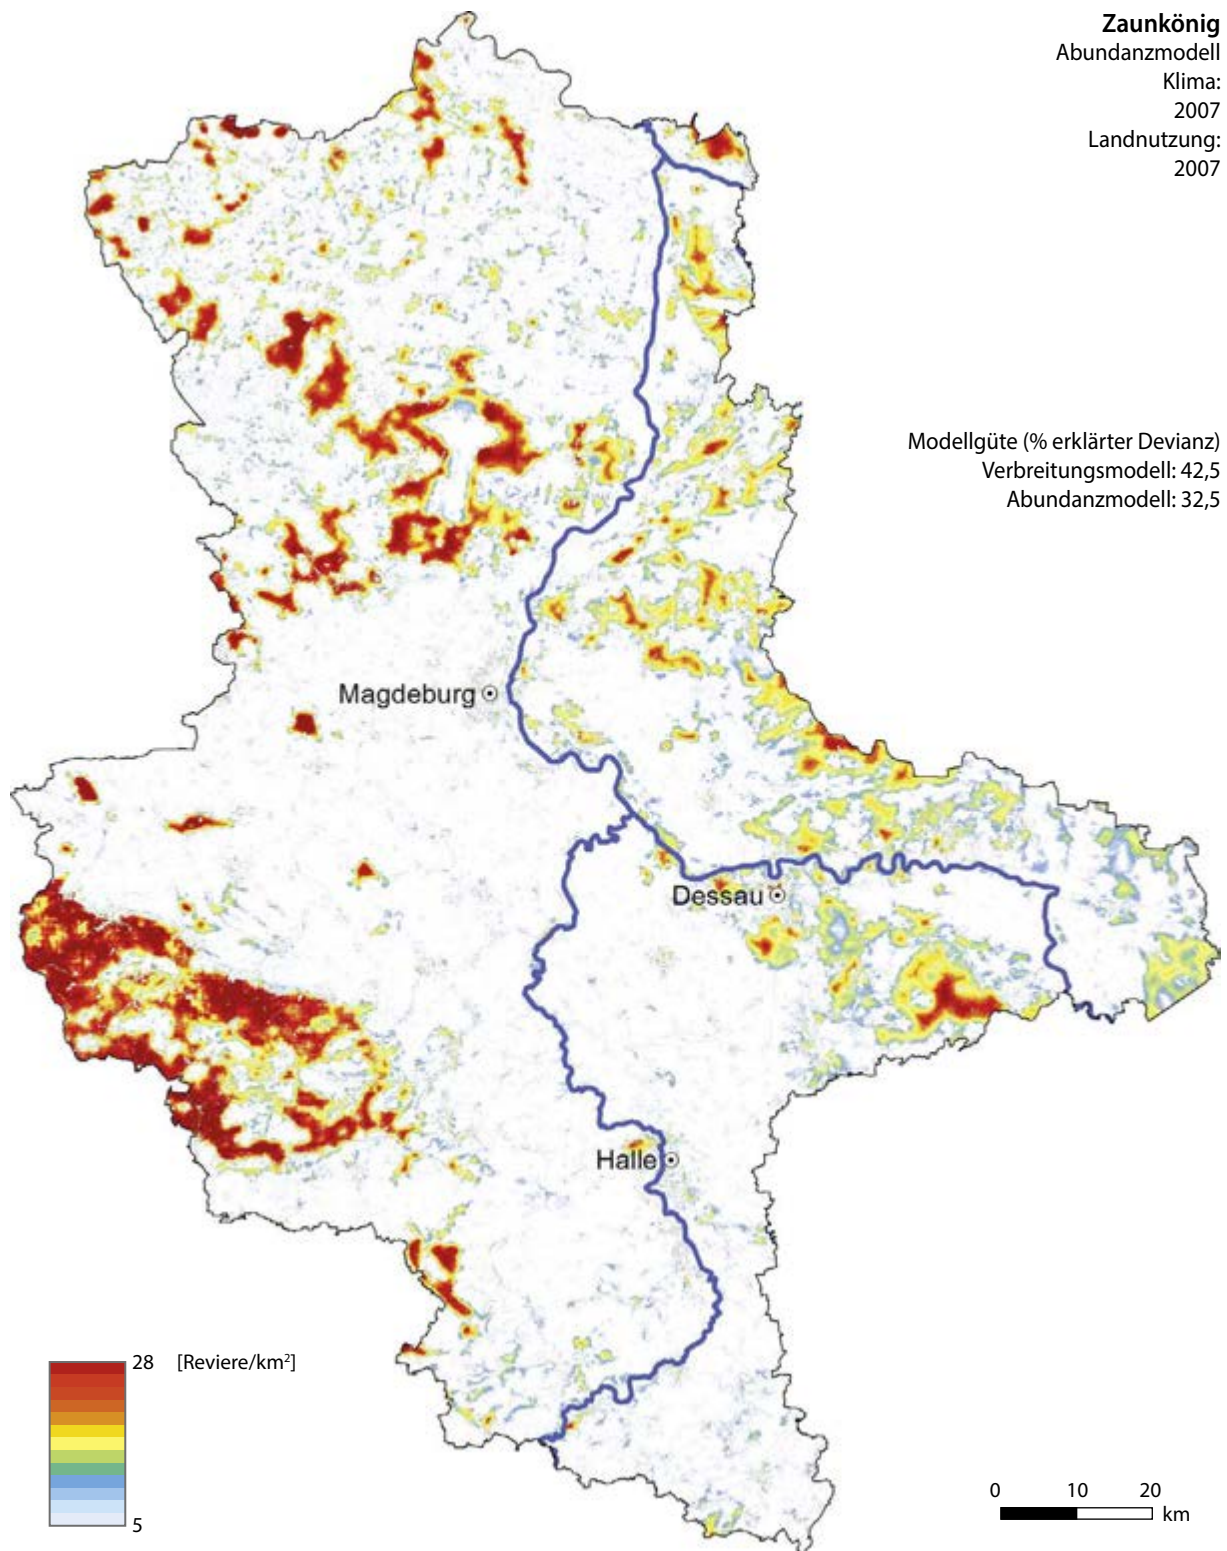 Zaunkönig
Abundanzmodell
Klima:
2007
Landnutzung:
2007
Modellgüte (% erklärter Devianz)
Verbreitungsmodell: 42,5
Abundanzmodell: 32,5
Magdeburg
Dessau
Halle
28 [Reviere/km²]
5
0 10 20
km